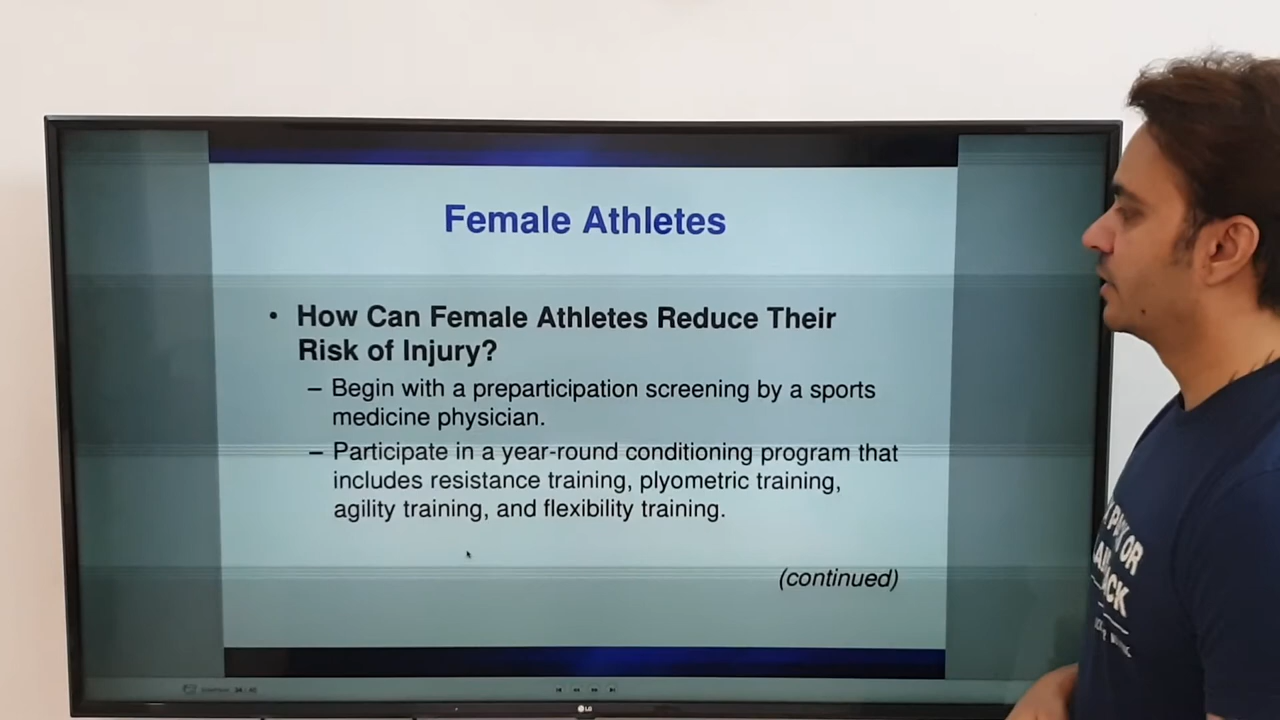 Female Athletes
• How Can Female Athletes Reduce Their
Risk of Injury?
– Begin with a preparticipation screening by a sports
medicine physician.
– Participate in a year-round conditioning program that
includes resistance training, plyometric training,
agility training, and flexibility training.
(continued)
LG